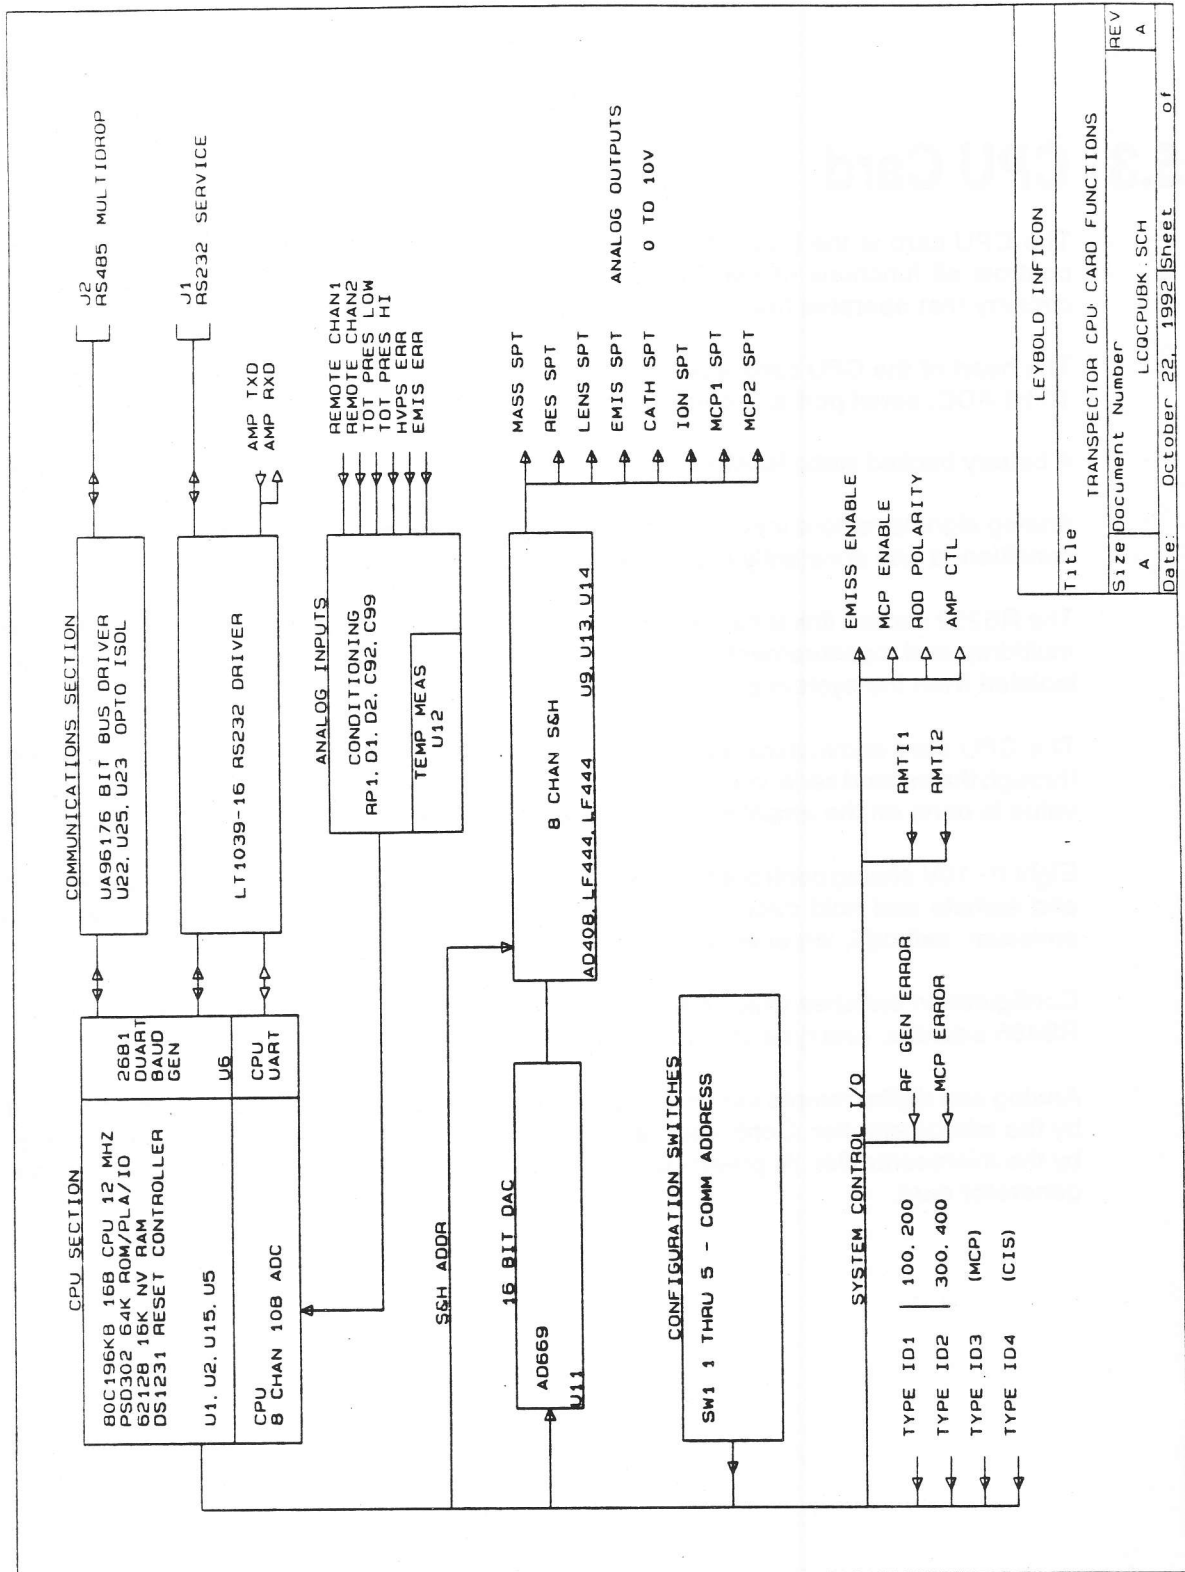 CPU SECTION
80C196KB 16B CPU 12 MHZ
PSD302 64K ROM/PLA/IO
62128 16K NV RAM
DS1231 RESET CONTROLLER
U1, U2, U15, U5
2681
DUART
BAUD
GEN
U6
CPU
8 CHAN 10B ADC
CPU
UART
COMMUNICATIONS SECTION
UA96176 BIT BUS DRIVER
U22, U25, U23 OPTO ISOL
LT1039-16 RS232 DRIVER
J2
RS485 MULTIDROP
J1
RS232 SERVICE
AMP TXD
AMP RXD
ANALOG INPUTS
CONDITIONING
RP1, D1, D2, C92, C99
TEMP MEAS
U12
REMOTE CHAN1
REMOTE CHAN2
TOT PRES LOW
TOT PRES HI
HVPS ERR
EMIS ERR
S&H ADDR
16 BIT DAC
AD669
U11
8 CHAN S&H
AD408, LF444, LF444
U9, U13, U14
MASS SPT
RES SPT
LENS SPT
EMIS SPT
CATH SPT
ION SPT
MCP1 SPT
MCP2 SPT
ANALOG OUTPUTS
0 TO 10V
CONFIGURATION SWITCHES
SW1 1 THRU 5 - COMM ADDRESS
SYSTEM CONTROL I/O
TYPE ID1 100, 200
TYPE ID2 300, 400
TYPE ID3 (MCP)
TYPE ID4 (CIS)
RF GEN ERROR
MCP ERROR
RMTI1
RMTI2
EMISS ENABLE
MCP ENABLE
ROD POLARITY
AMP CTL
LEYBOLD INFICON
Title
TRANSPECTOR CPU CARD FUNCTIONS
Size Document Number REV
A LCQCPUBK.SCH A
Date: October 22, 1992 Sheet of
CPU Card